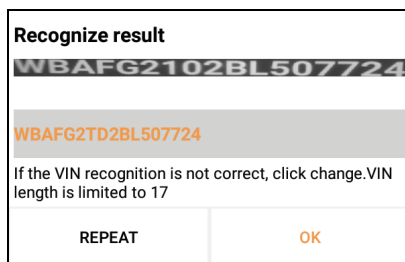 Recognize result
WBAFG2102BL507724
WBAFG2TD2BL507724
If the VIN recognition is not correct, click change.VIN
length is limited to 17
REPEAT OK